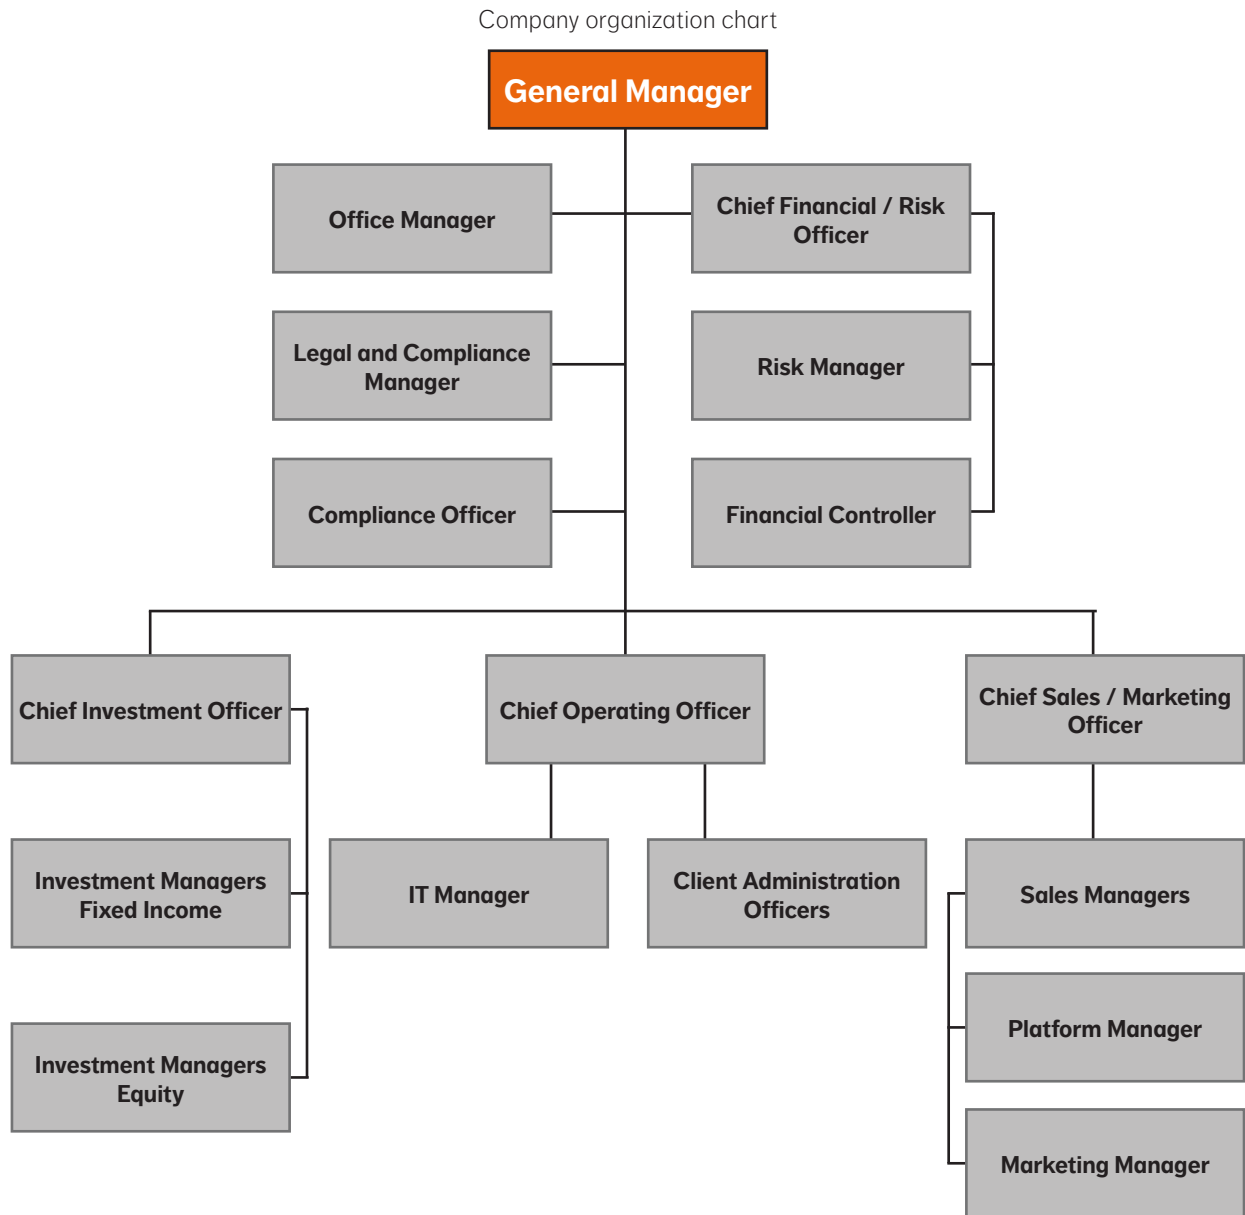 Company organization chart
General Manager
Office Manager
Chief Financial / Risk
Officer
Legal and Compliance
Manager
Risk Manager
Compliance Officer
Financial Controller
Chief Investment Officer
Chief Operating Officer
Chief Sales / Marketing
Officer
Investment Managers
Fixed Income
IT Manager
Client Administration
Officers
Sales Managers
Platform Manager
Investment Managers
Equity
Marketing Manager